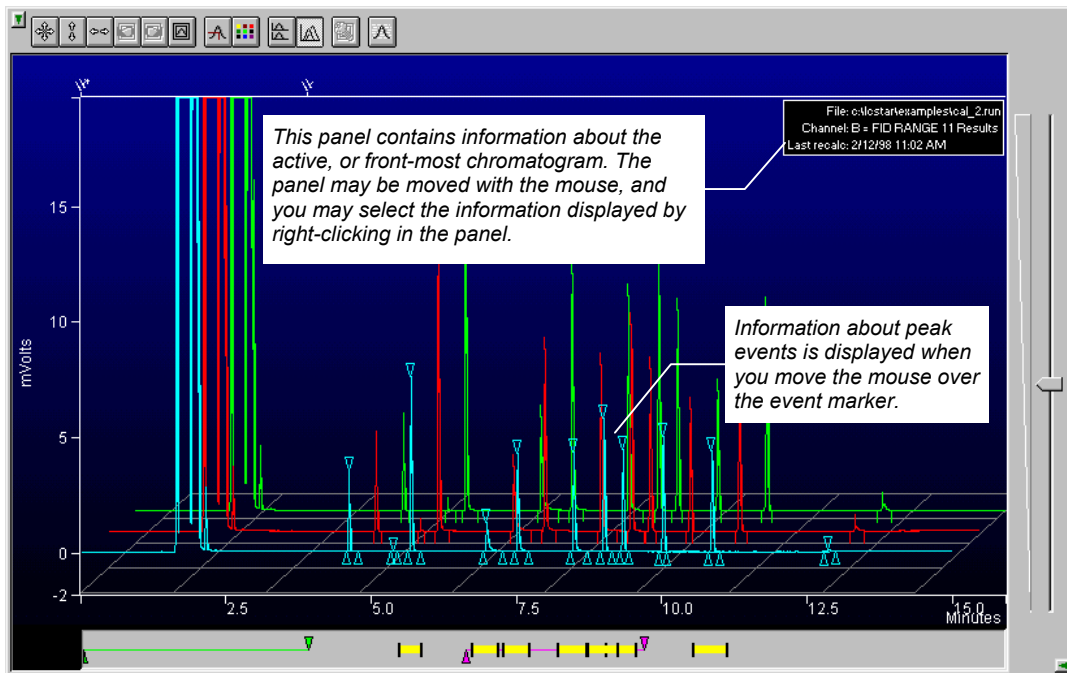 File: c:\lcstar\examples\cal_2.run
Channel: B = FID RANGE 11 Results
Last recalc: 2/12/98 11:02 AM
This panel contains information about the
active, or front-most chromatogram. The
panel may be moved with the mouse, and
you may select the information displayed by
right-clicking in the panel.
Information about peak
events is displayed when
you move the mouse over
the event marker.
mVolts
15
10
5
0
-2
2.5
5.0
7.5
10.0
12.5
15.0
Minutes